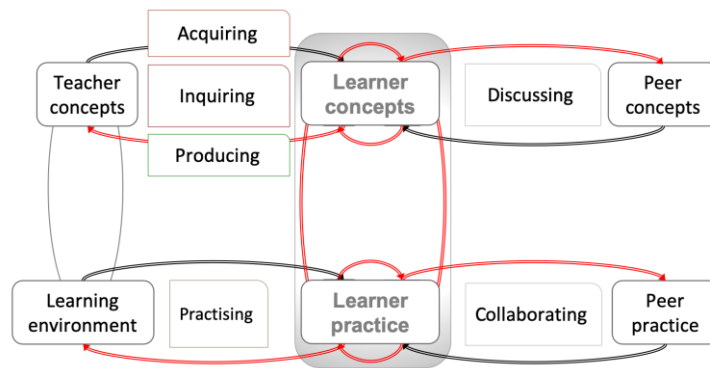 Acquiring
Teacher
concepts
Inquiring
Learner
concepts
Discussing
Peer
concepts
Producing
Learning
environment
Practising
Learner
practice
Collaborating
Peer
practice